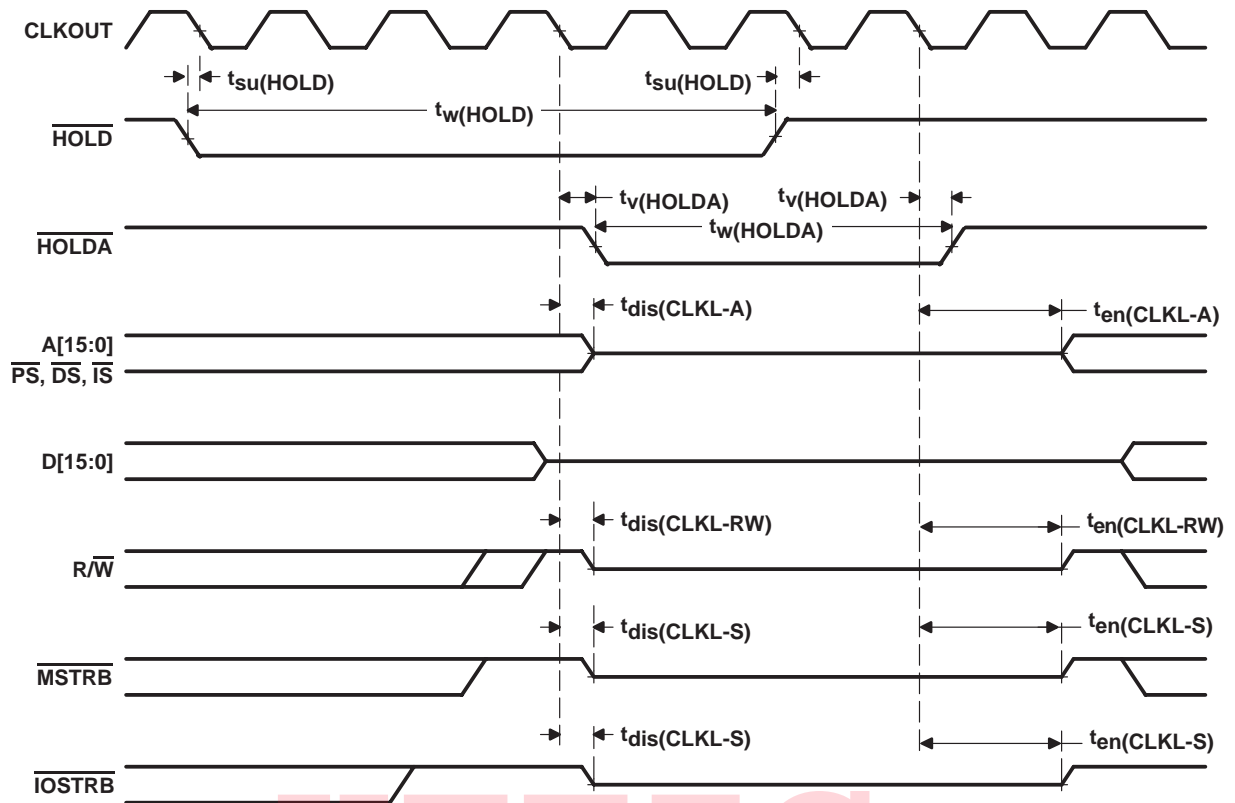 CLKOUT
tsu(HOLD) tsu(HOLD)
tw(HOLD)
HOLD
tv(HOLDA) tv(HOLDA)
tw(HOLDA)
HOLDA
tdis(CLKL-A) ten(CLKL-A)
A[15:0]
PS, DS, IS
D[15:0]
tdis(CLKL-RW) ten(CLKL-RW)
R/W
tdis(CLKL-S) ten(CLKL-S)
MSTRB
tdis(CLKL-S) ten(CLKL-S)
IOSTRB